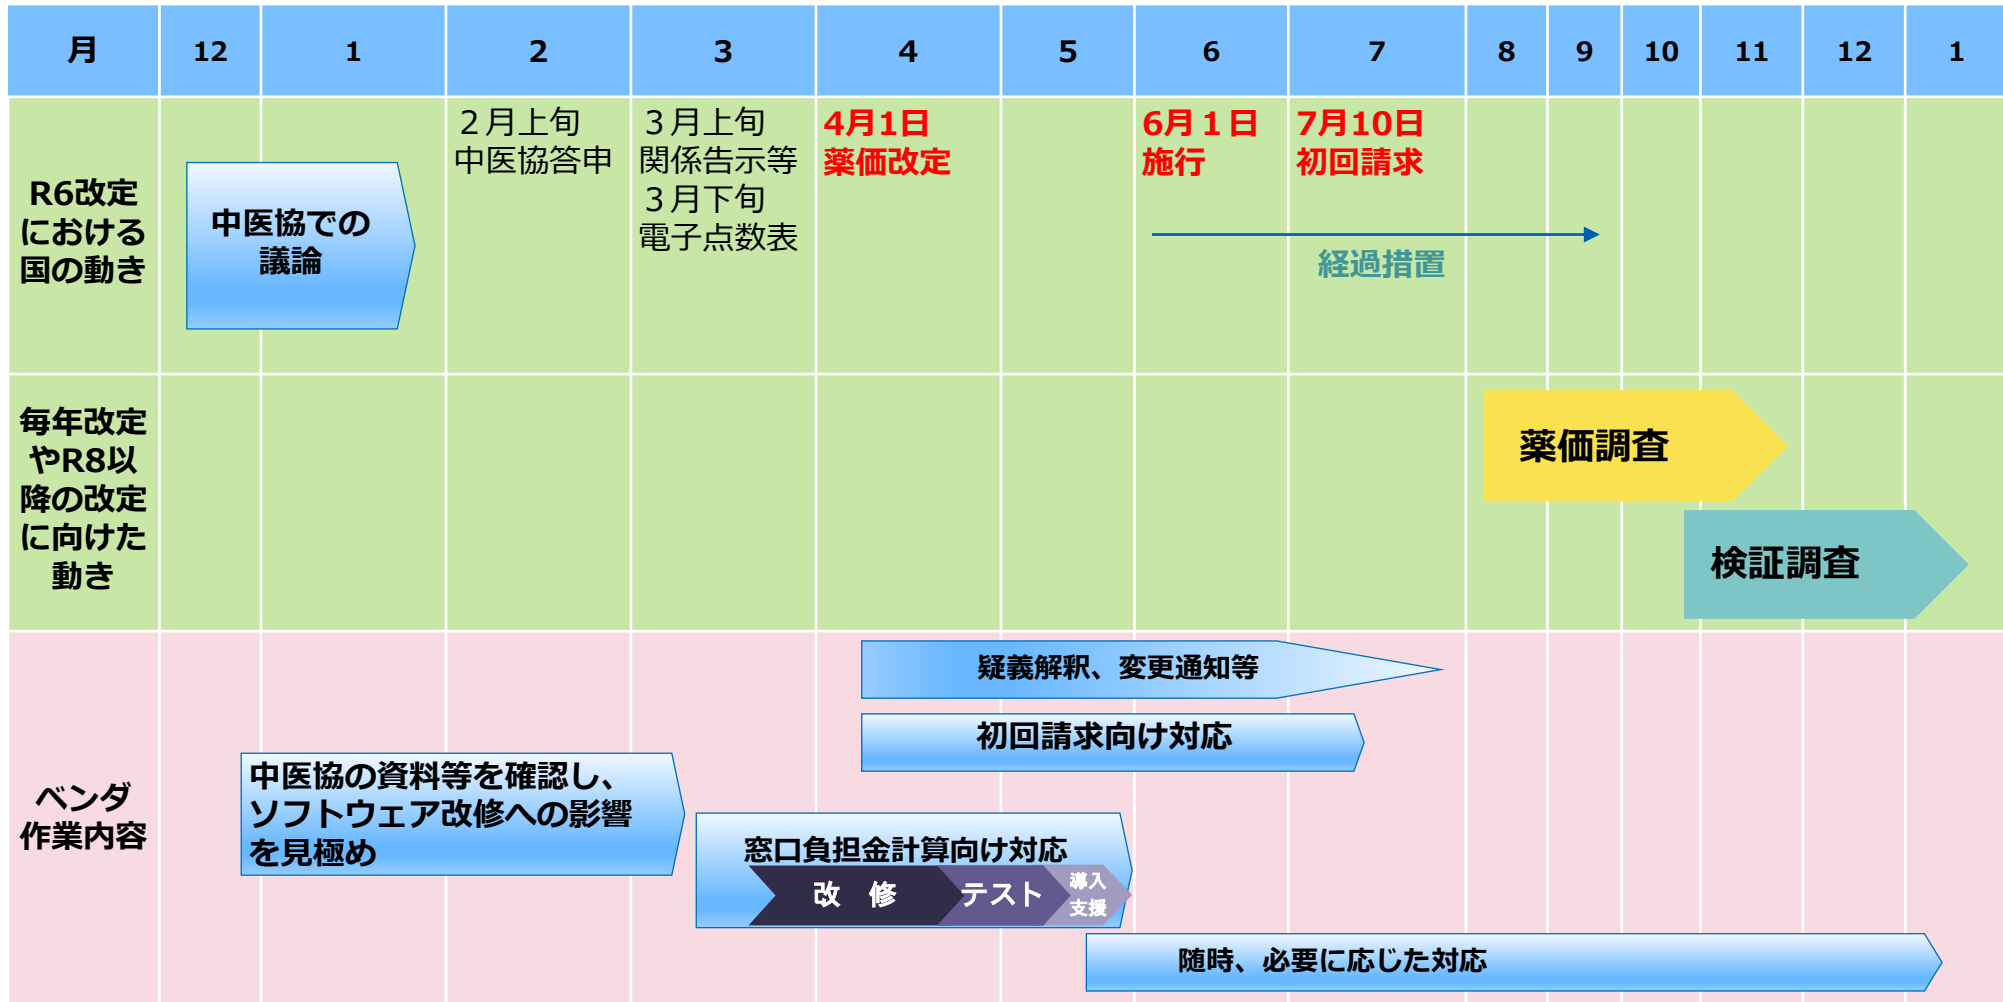 月 12 1 2 3 4 5 6 7 8 9 10 11 12 1
R6改定
における
国の動き
中医協での
議論
２月上旬
中医協答申
３月上旬
関係告示等
３月下旬
電子点数表
4月1日
薬価改定
6月１日
施行
7月10日
初回請求
経過措置
毎年改定
やR8以
降の改定
に向けた
動き
薬価調査
検証調査
ベンダ
作業内容
疑義解釈、変更通知等
初回請求向け対応
中医協の資料等を確認し、
ソフトウェア改修への影響
を見極め
窓口負担金計算向け対応
改　修
テスト
導入
支援
随時、必要に応じた対応